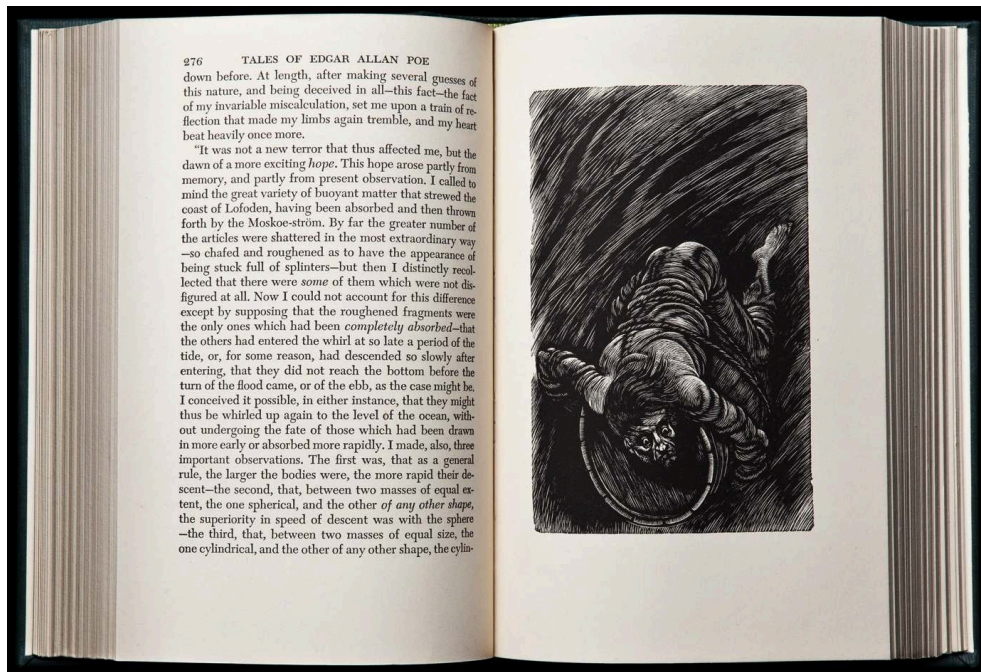 276 TALES OF EDGAR ALLAN POE
down before. At length, after making several guesses of
this nature, and being deceived in all—this fact—the fact
of my invariable miscalculation, set me upon a train of re-
flection that made my limbs again tremble, and my heart
beat heavily once more.
"It was not a new terror that thus affected me, but the
dawn of a more exciting hope. This hope arose partly from
memory, and partly from present observation. I called to
mind the great variety of buoyant matter that strewed the
coast of Lofoden, having been absorbed and then thrown
forth by the Moskoe-ström. By far the greater number of
the articles were shattered in the most extraordinary way
—so chafed and roughened as to have the appearance of
being stuck full of splinters—but then I distinctly recol-
lected that there were some of them which were not dis-
figured at all. Now I could not account for this difference
except by supposing that the roughened fragments were
the only ones which had been completely absorbed—that
the others had entered the whirl at so late a period of the
tide, or, for some reason, had descended so slowly after
entering, that they did not reach the bottom before the
turn of the flood came, or of the ebb, as the case might be.
I conceived it possible, in either instance, that they might
thus be whirled up again to the level of the ocean, with-
out undergoing the fate of those which had been drawn
in more early or absorbed more rapidly. I made, also, three
important observations. The first was, that as a general
rule, the larger the bodies were, the more rapid their de-
scent—the second, that, between two masses of equal ex-
tent, the one spherical, and the other of any other shape,
the superiority in speed of descent was with the sphere
—the third, that, between two masses of equal size, the
one cylindrical, and the other of any other shape, the cylin-